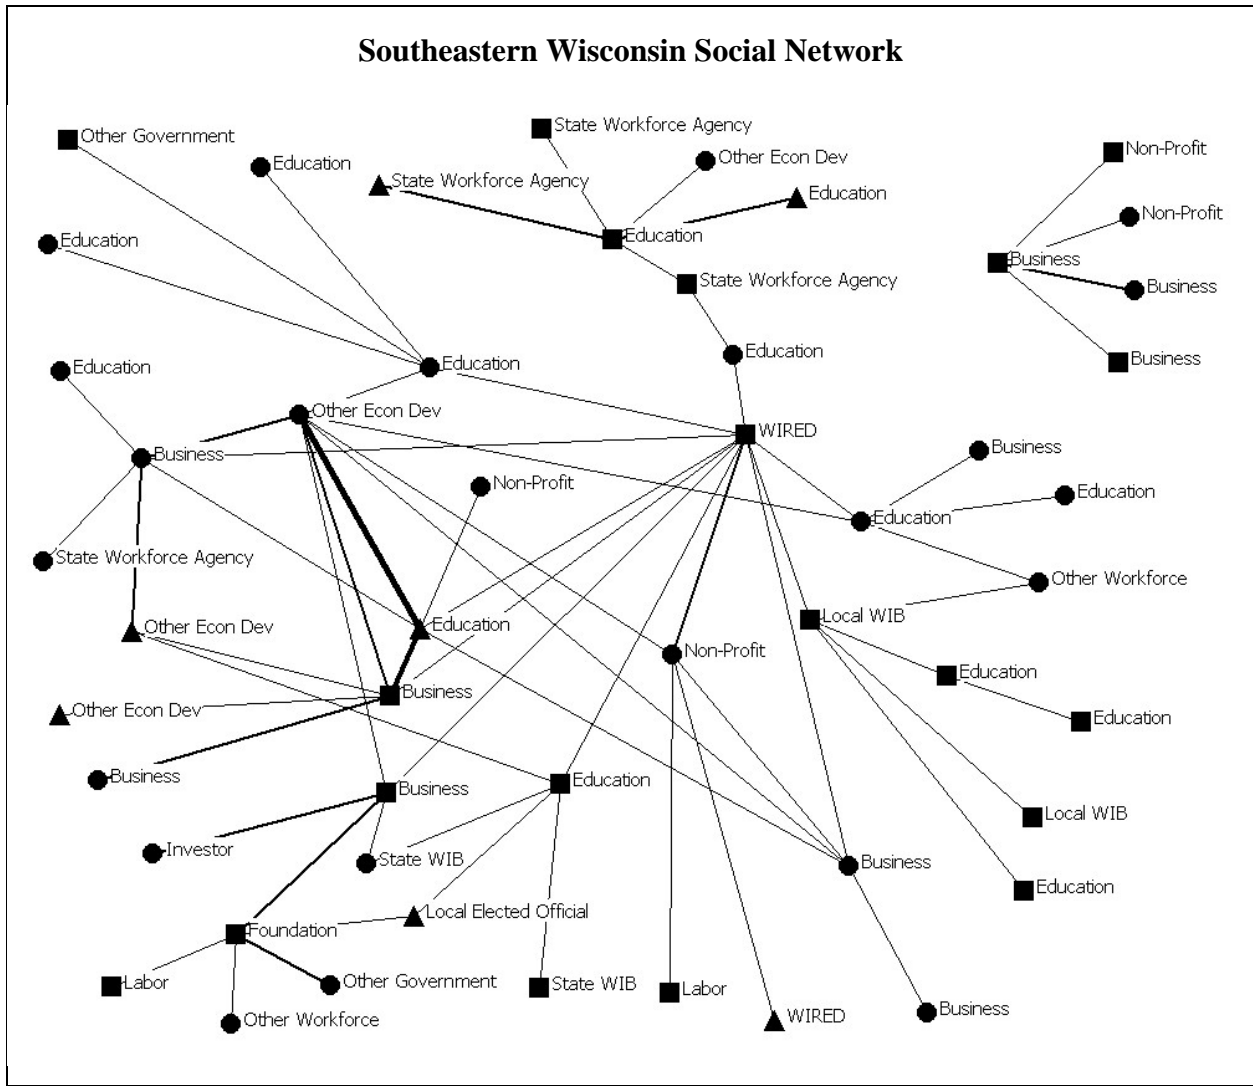 Southeastern Wisconsin Social Network
State Workforce Agency
Other Government
Non-Profit
Other Econ Dev
Education
State Workforce Agency
Education
Non-Profit
Education
Education
Business
State Workforce Agency
Business
Education
Business
Education
Education
Other Econ Dev
WIRED
Business
Business
Non-Profit
Education
Education
State Workforce Agency
Other Workforce
Local WIB
Other Econ Dev
Education
Non-Profit
Education
Business
Other Econ Dev
Education
Business
Education
Business
Local WIB
Investor
State WIB
Business
Education
Local Elected Official
Foundation
Labor
Other Government
State WIB
Labor
Business
WIRED
Other Workforce